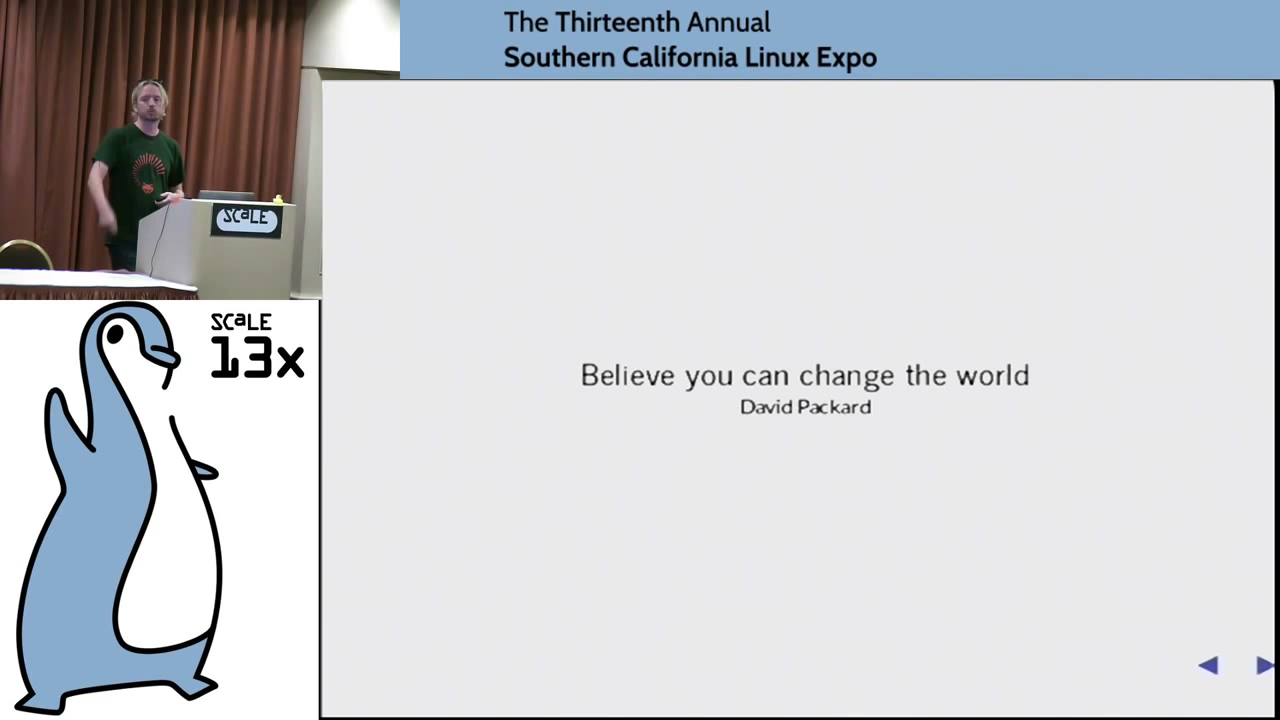 The Thirteenth Annual
Southern California Linux Expo
SCaLE
SCaLE
13x
Believe you can change the world
David Packard